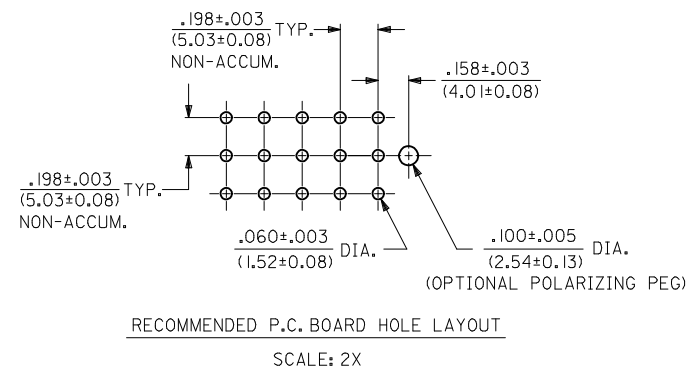 .198±.003 TYP.
(5.03±0.08)
NON-ACCUM.
.158±.003
(4.01±0.08)
.198±.003 TYP.
(5.03±0.08)
NON-ACCUM.
.060±.003 DIA.
(1.52±0.08)
.100±.005 DIA.
(2.54±0.13)
(OPTIONAL POLARIZING PEG)
RECOMMENDED P.C. BOARD HOLE LAYOUT
SCALE: 2X